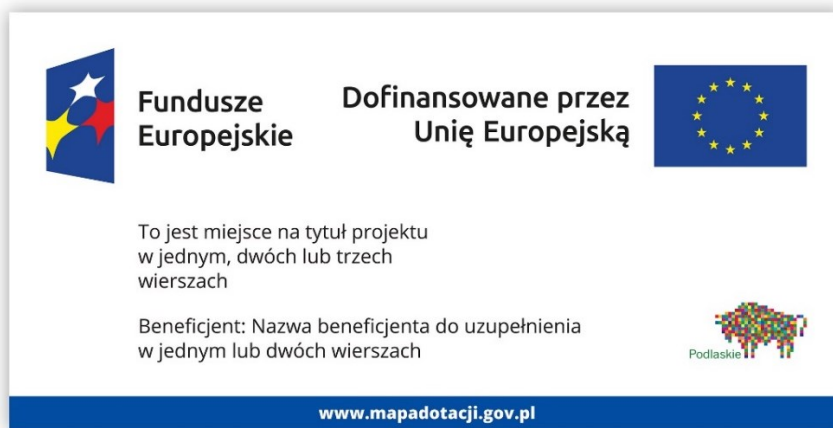 Fundusze
Europejskie
Dofinansowane przez
Unię Europejską
To jest miejsce na tytuł projektu
w jednym, dwóch lub trzech
wierszach
Beneficjent: Nazwa beneficjenta do uzupełnienia
w jednym lub dwóch wierszach
Podlaskie
www.mapadotacji.gov.pl